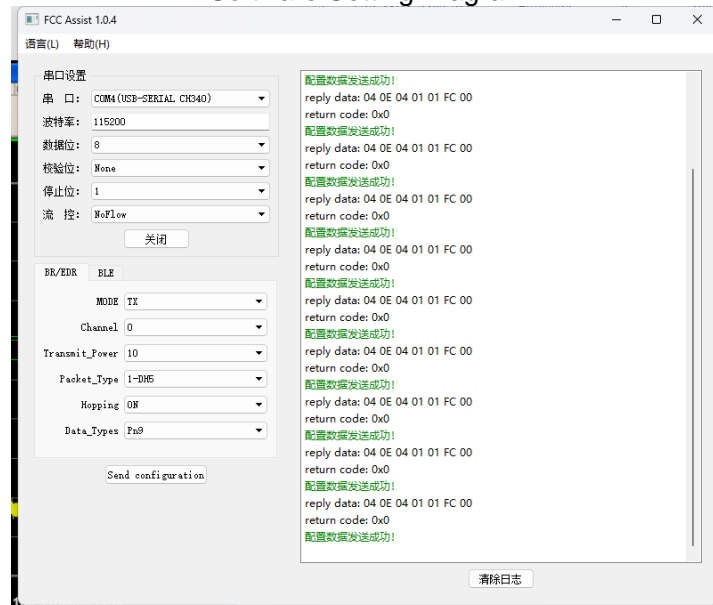 FCC Assist 1.0.4
语言(L) 帮助(H)
串口设置
串 口: COM4(USB-SERIAL CH340)
波特率: 115200
数据位: 8
校验位: None
停止位: 1
流 控: NoFlow
关闭
BR/EDR BLE
MODE TX
Channel 0
Transmit_Power 10
Packet_Type 1-DH5
Hopping ON
Data_Types Pn9
Send configuration
配置数据发送成功!
reply data: 04 0E 04 01 01 FC 00
return code: 0x0
配置数据发送成功!
reply data: 04 0E 04 01 01 FC 00
return code: 0x0
配置数据发送成功!
reply data: 04 0E 04 01 01 FC 00
return code: 0x0
配置数据发送成功!
reply data: 04 0E 04 01 01 FC 00
return code: 0x0
配置数据发送成功!
reply data: 04 0E 04 01 01 FC 00
return code: 0x0
配置数据发送成功!
reply data: 04 0E 04 01 01 FC 00
return code: 0x0
配置数据发送成功!
reply data: 04 0E 04 01 01 FC 00
return code: 0x0
配置数据发送成功!
reply data: 04 0E 04 01 01 FC 00
return code: 0x0
配置数据发送成功!
reply data: 04 0E 04 01 01 FC 00
return code: 0x0
配置数据发送成功!
清除日志